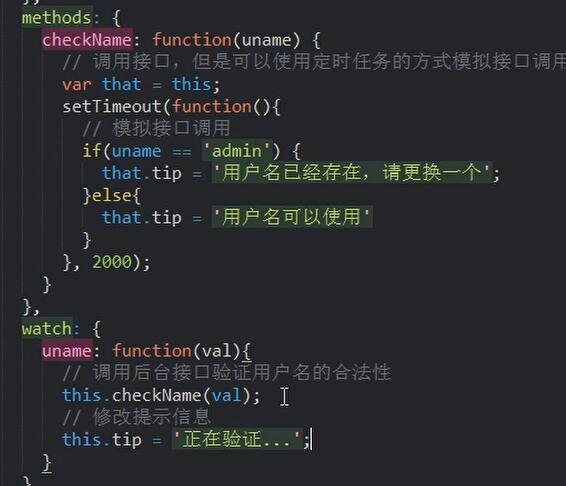 methods: {
checkName: function(uname) {
// 调用接口，但是可以使用定时任务的方式模拟接口调用
var that = this;
setTimeout(function(){
// 模拟接口调用
if(uname == 'admin') {
that.tip = '用户名已经存在，请更换一个';
}else{
that.tip = '用户名可以使用'
}
}, 2000);
}
},
watch: {
uname: function(val){
// 调用后台接口验证用户名的合法性
this.checkName(val);
// 修改提示信息
this.tip = '正在验证...';
}
}